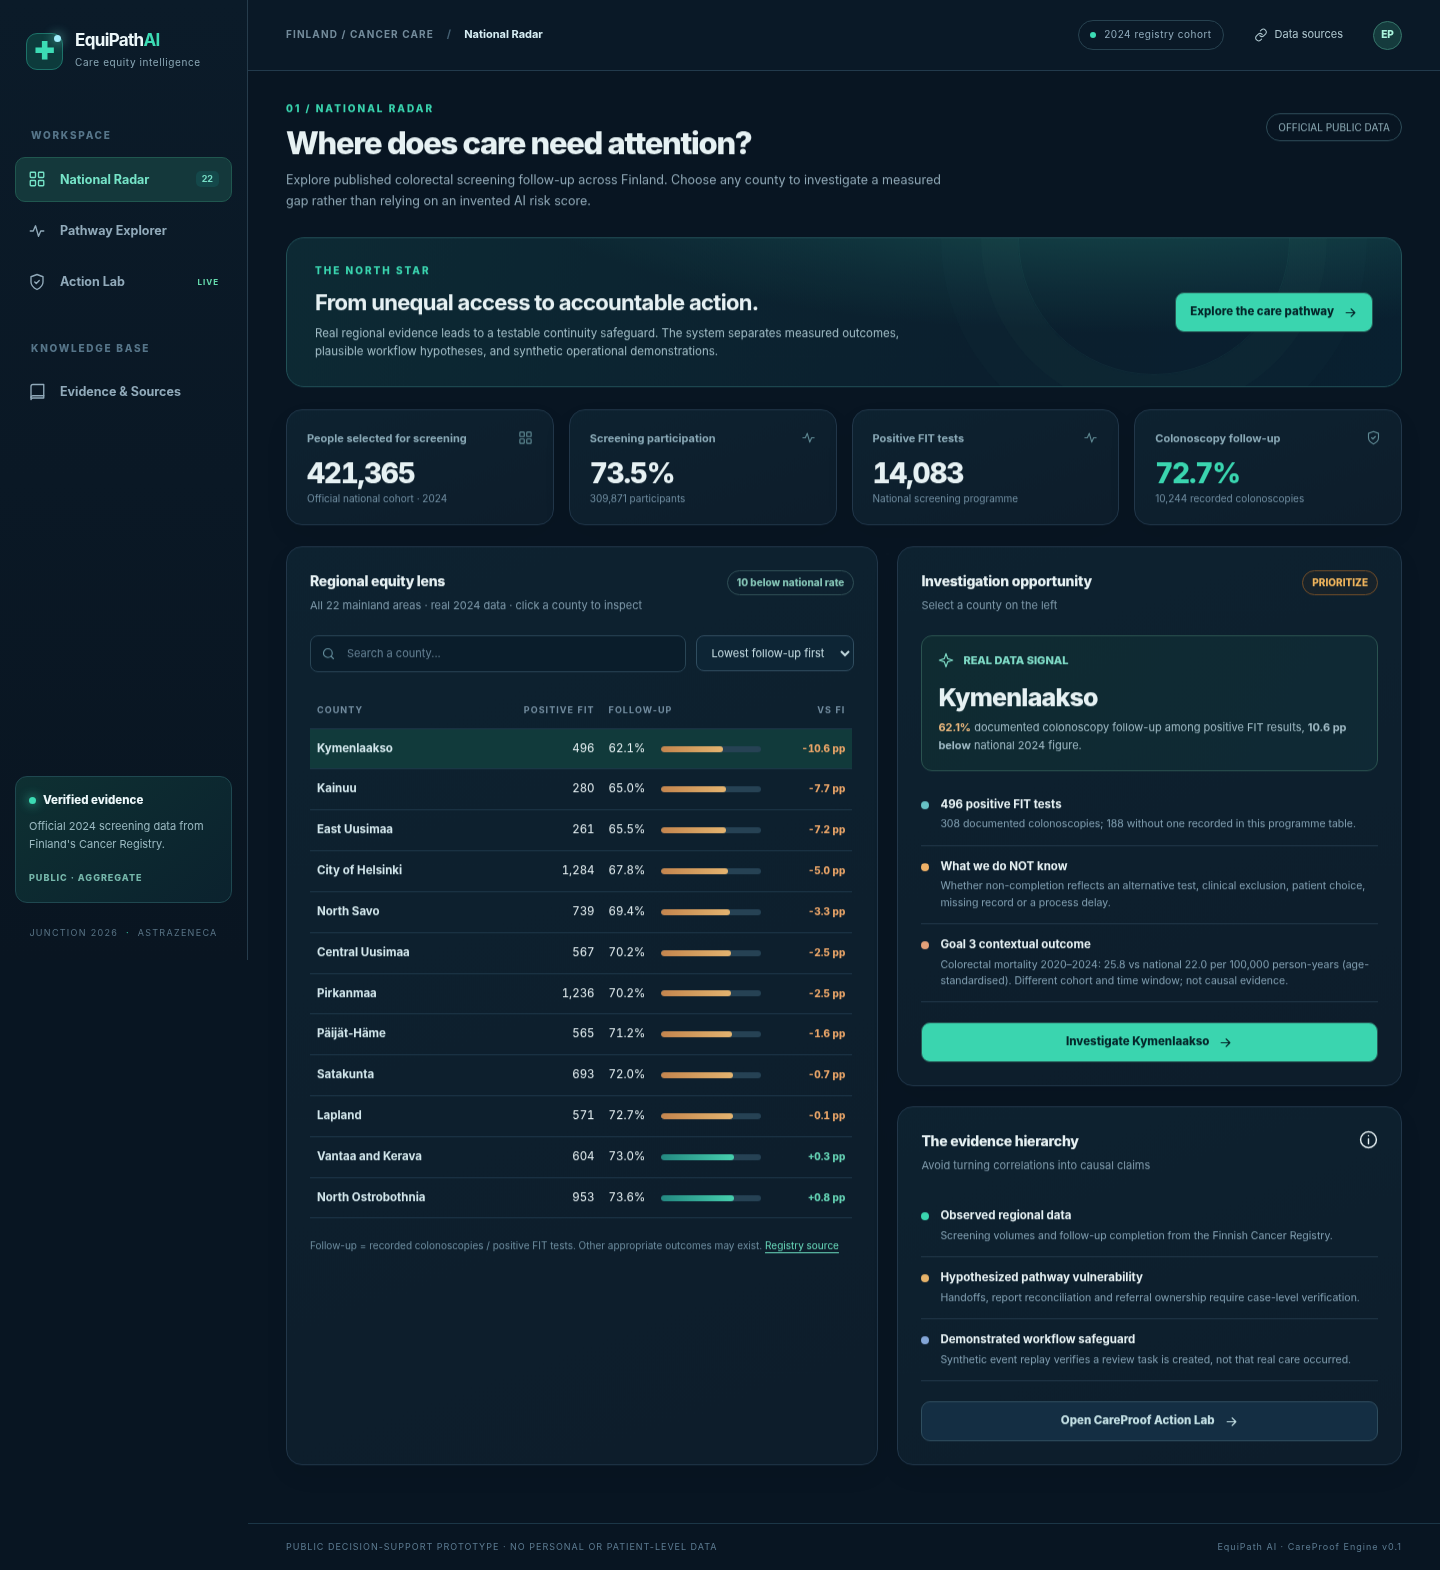 EquiPathAI
Care equity intelligence
WORKSPACE
National Radar 22
Pathway Explorer
Action Lab LIVE
KNOWLEDGE BASE
Evidence & Sources
Verified evidence
Official 2024 screening data from
Finland's Cancer Registry.
PUBLIC · AGGREGATE
JUNCTION 2026 · ASTRAZENECA
FINLAND / CANCER CARE / National Radar
2024 registry cohort
Data sources
EP
01 / NATIONAL RADAR
Where does care need attention?
Explore published colorectal screening follow-up across Finland. Choose any county to investigate a measured
gap rather than relying on an invented AI risk score.
OFFICIAL PUBLIC DATA
THE NORTH STAR
From unequal access to accountable action.
Real regional evidence leads to a testable continuity safeguard. The system separates measured outcomes,
plausible workflow hypotheses, and synthetic operational demonstrations.
Explore the care pathway →
People selected for screening
421,365
Official national cohort · 2024
Screening participation
73.5%
309,871 participants
Positive FIT tests
14,083
National screening programme
Colonoscopy follow-up
72.7%
10,244 recorded colonoscopies
Regional equity lens
10 below national rate
All 22 mainland areas · real 2024 data · click a county to inspect
Search a county...
Lowest follow-up first
COUNTY POSITIVE FIT FOLLOW-UP VS FI
Kymenlaakso 496 62.1% -10.6 pp
Kainuu 280 65.0% -7.7 pp
East Uusimaa 261 65.5% -7.2 pp
City of Helsinki 1,284 67.8% -5.0 pp
North Savo 739 69.4% -3.3 pp
Central Uusimaa 567 70.2% -2.5 pp
Pirkanmaa 1,236 70.2% -2.5 pp
Päijät-Häme 565 71.2% -1.6 pp
Satakunta 693 72.0% -0.7 pp
Lapland 571 72.7% -0.1 pp
Vantaa and Kerava 604 73.0% +0.3 pp
North Ostrobothnia 953 73.6% +0.8 pp
Follow-up = recorded colonoscopies / positive FIT tests. Other appropriate outcomes may exist. Registry source
Investigation opportunity
PRIORITIZE
Select a county on the left
REAL DATA SIGNAL
Kymenlaakso
62.1% documented colonoscopy follow-up among positive FIT results, 10.6 pp
below national 2024 figure.
496 positive FIT tests
308 documented colonoscopies; 188 without one recorded in this programme table.
What we do NOT know
Whether non-completion reflects an alternative test, clinical exclusion, patient choice,
missing record or a process delay.
Goal 3 contextual outcome
Colorectal mortality 2020–2024: 25.8 vs national 22.0 per 100,000 person-years (age-
standardised). Different cohort and time window; not causal evidence.
Investigate Kymenlaakso →
The evidence hierarchy
Avoid turning correlations into causal claims
Observed regional data
Screening volumes and follow-up completion from the Finnish Cancer Registry.
Hypothesized pathway vulnerability
Handoffs, report reconciliation and referral ownership require case-level verification.
Demonstrated workflow safeguard
Synthetic event replay verifies a review task is created, not that real care occurred.
Open CareProof Action Lab →
PUBLIC DECISION-SUPPORT PROTOTYPE · NO PERSONAL OR PATIENT-LEVEL DATA
EquiPath AI · CareProof Engine v0.1